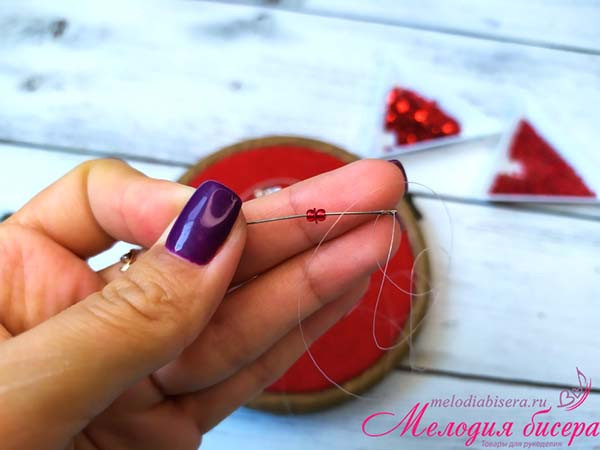 melodiabisera.ru
Мелодия бисера
Товары для рукоделия